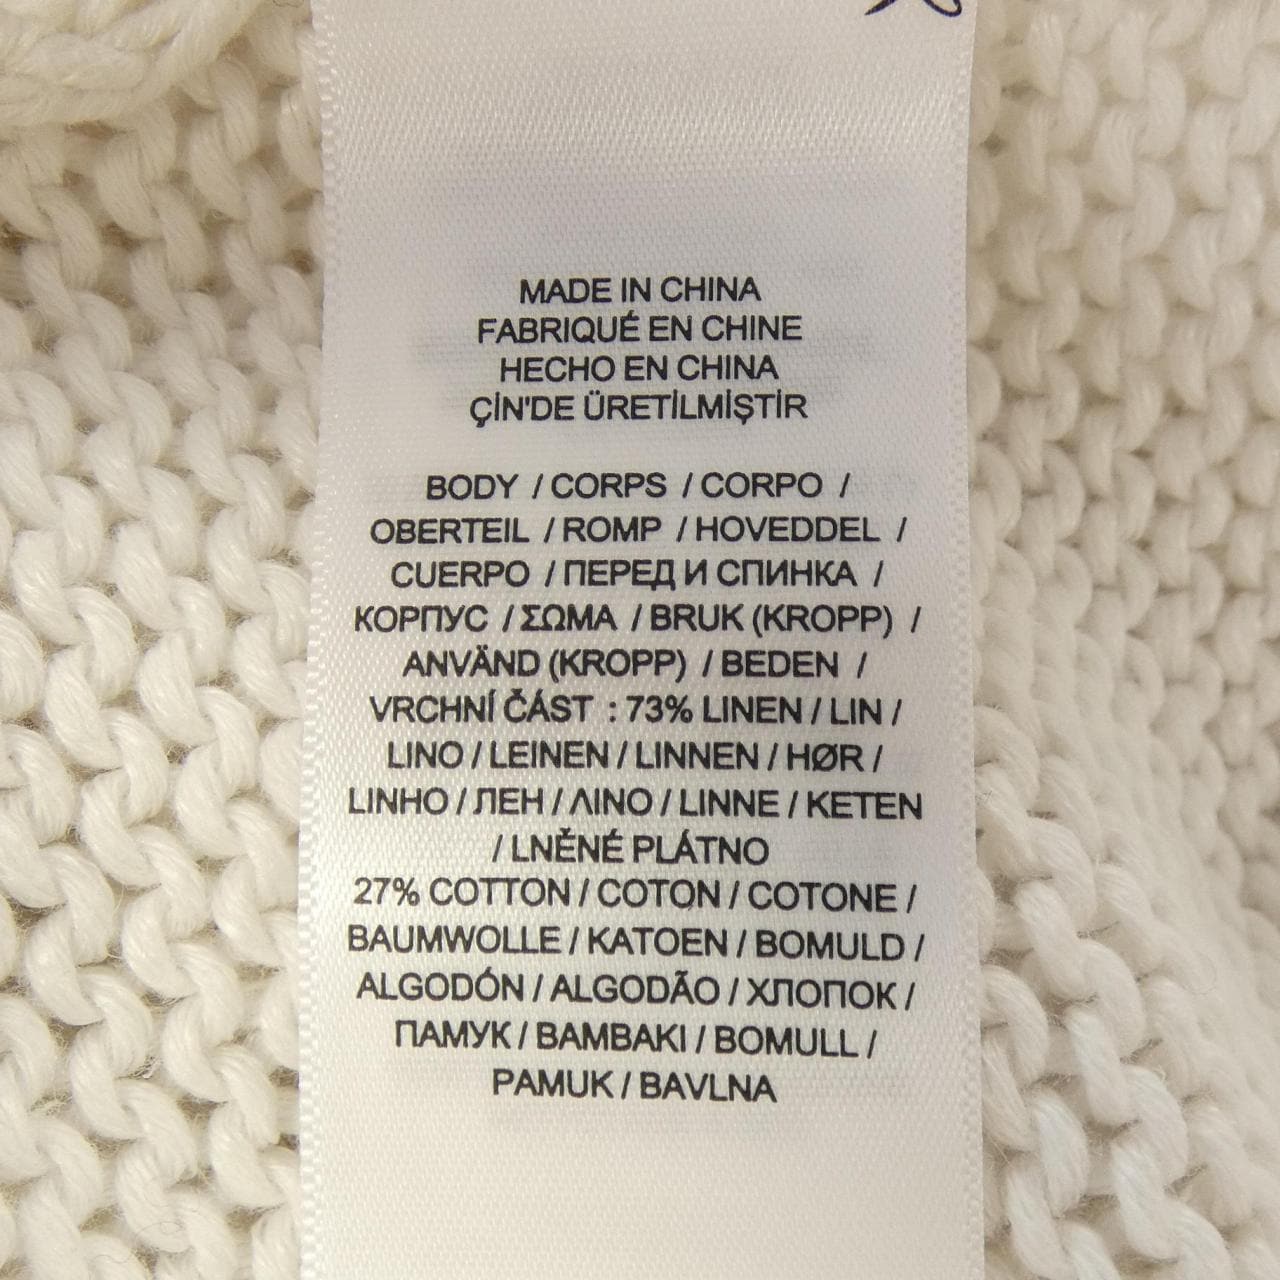 MADE IN CHINA
FABRIQUÉ EN CHINE
HECHO EN CHINA
ÇİN'DE ÜRETİLMİŞTİR
BODY / CORPS / CORPO /
OBERTEIL / ROMP / HOVEDDEL /
CUERPO / ПЕРЕД И СПИНКА /
КОРПУС / ΣΩΜΑ / BRUK (KROPP) /
ANVÄND (KROPP) / BEDEN /
VRCHNÍ ČÁST : 73% LINEN / LIN /
LINO / LEINEN / LINNEN / HØR /
LINHO / ЛЕН / ΛΙΝΟ / LINNE / KETEN
/ LNĚNÉ PLÁTNO
27% COTTON / COTON / COTONE /
BAUMWOLLE / KATOEN / BOMULD /
ALGODÓN / ALGODÃO / ХЛОПОК /
ПАМУК / ΒΑΜΒΑΚΙ / BOMULL /
PAMUK / BAVLNA